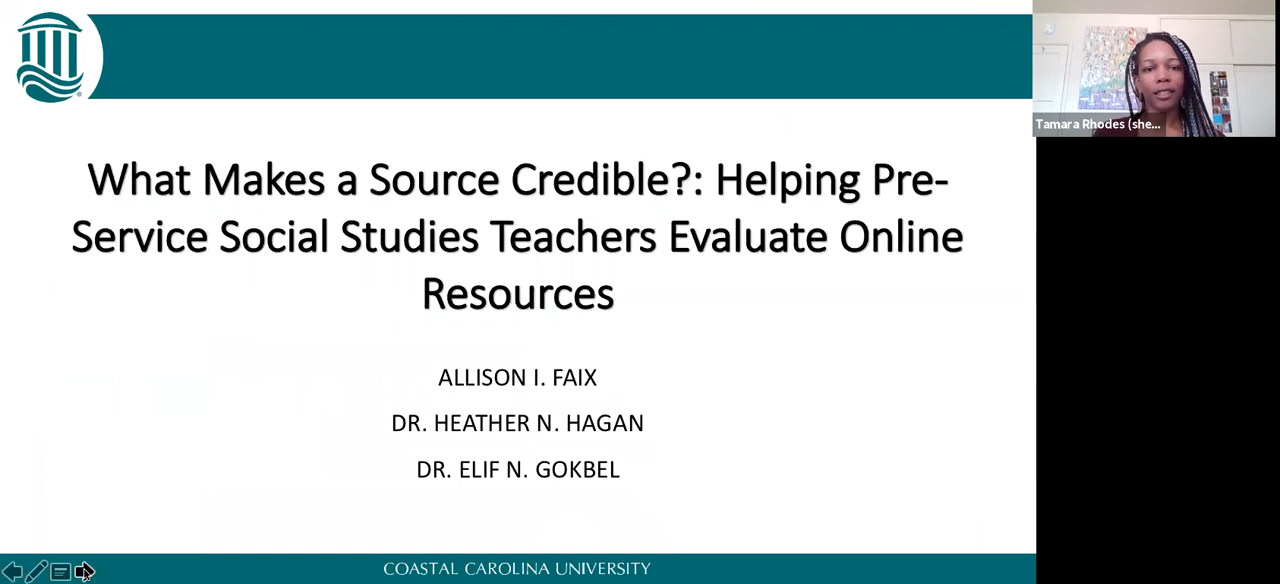 Tamara Rhodes (she...
What Makes a Source Credible?: Helping Pre-
Service Social Studies Teachers Evaluate Online
Resources
ALLISON I. FAIX
DR. HEATHER N. HAGAN
DR. ELIF N. GOKBEL
COASTAL CAROLINA UNIVERSITY